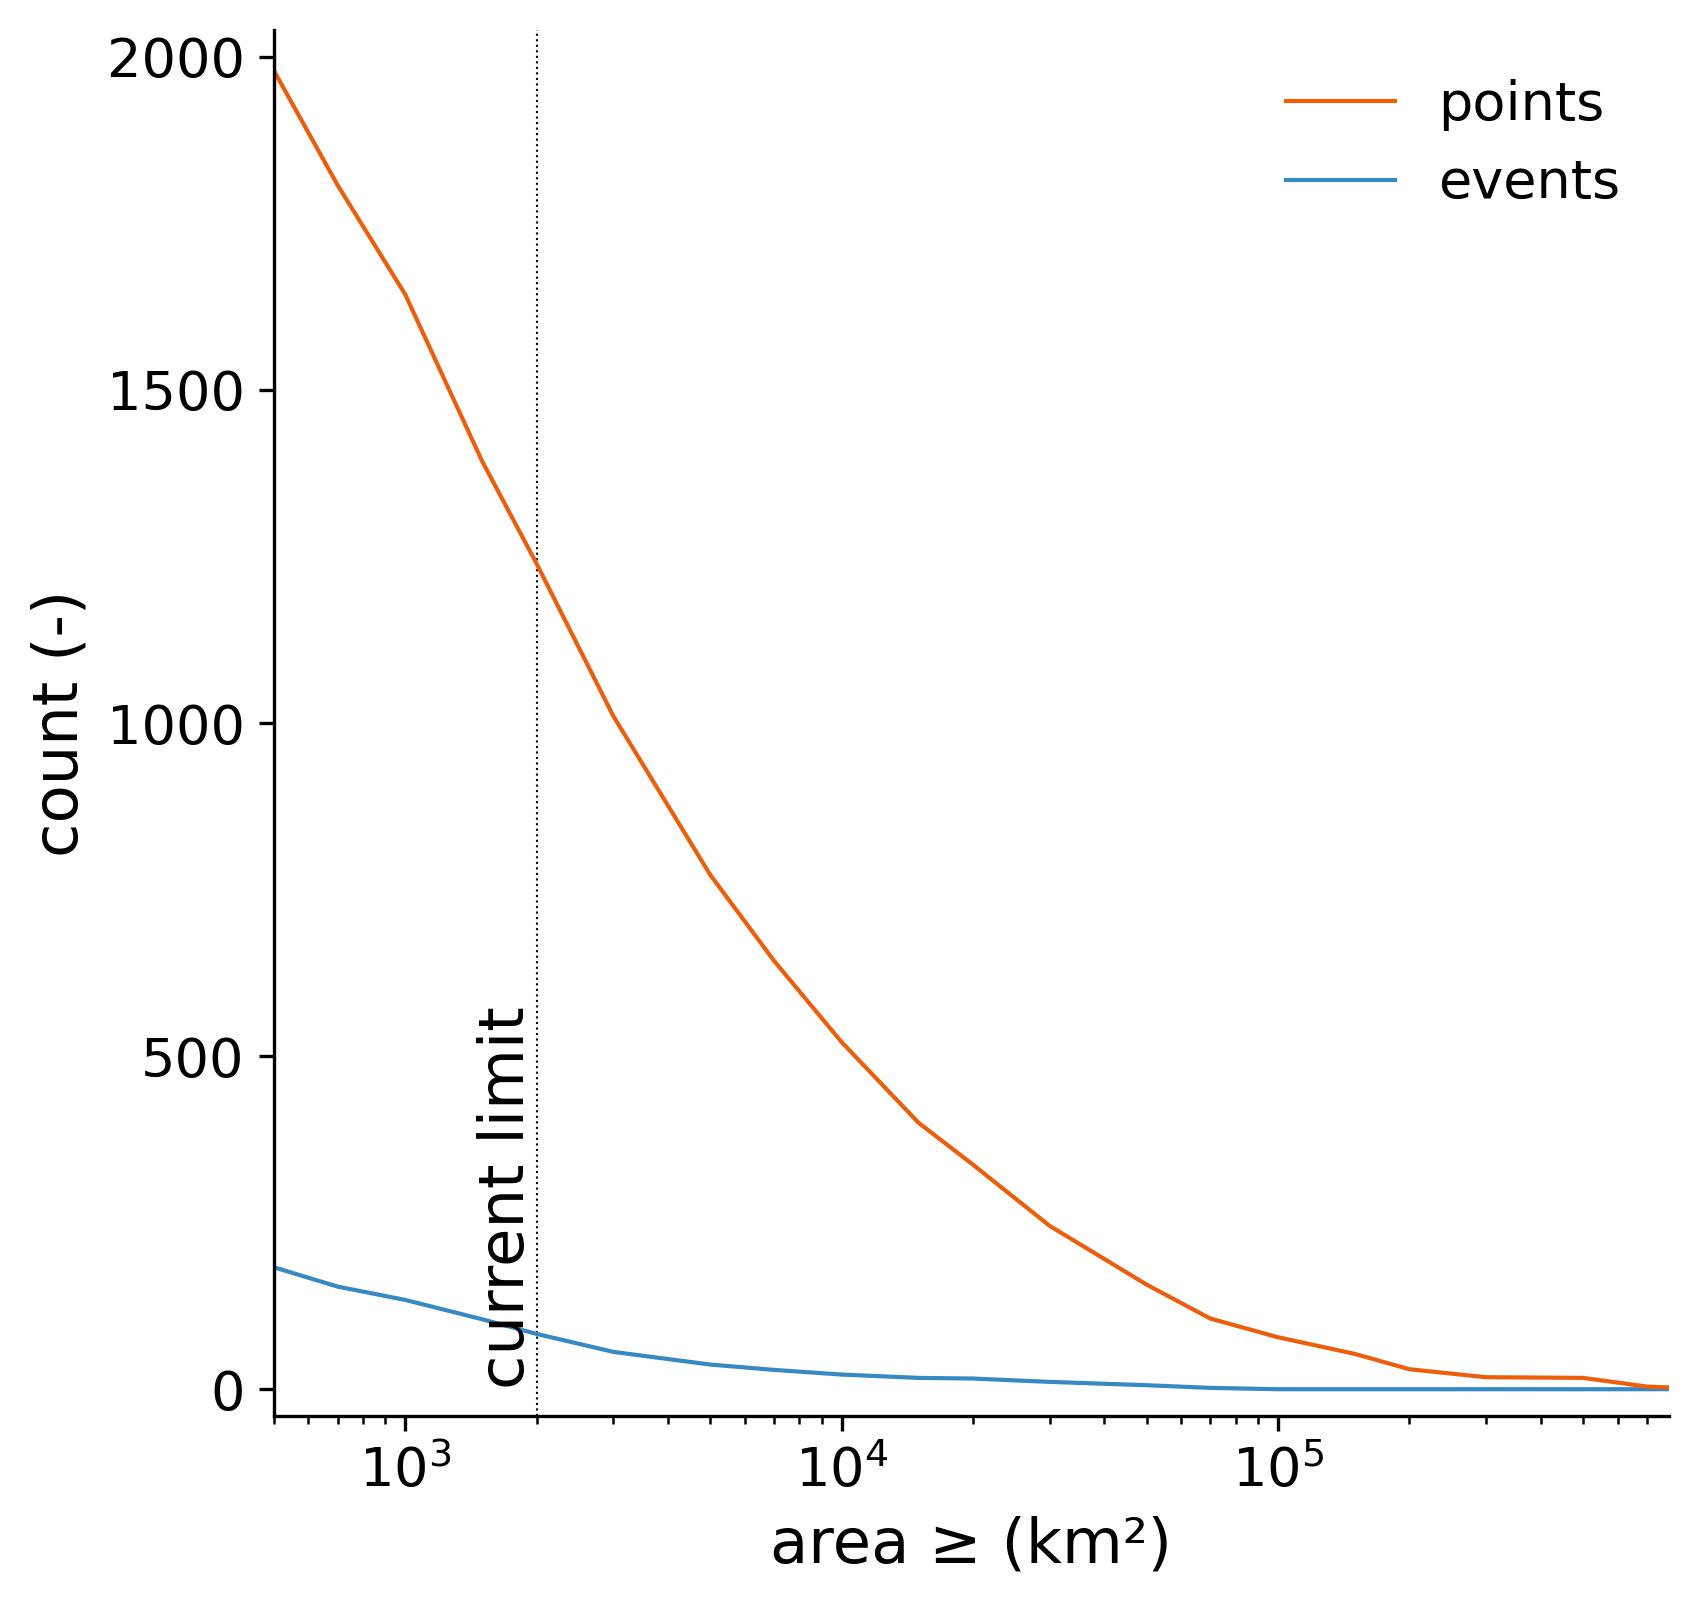 2000
1500
1000
500
0
count (-)
points
events
current limit
10³
10⁴
10⁵
area ≥ (km²)